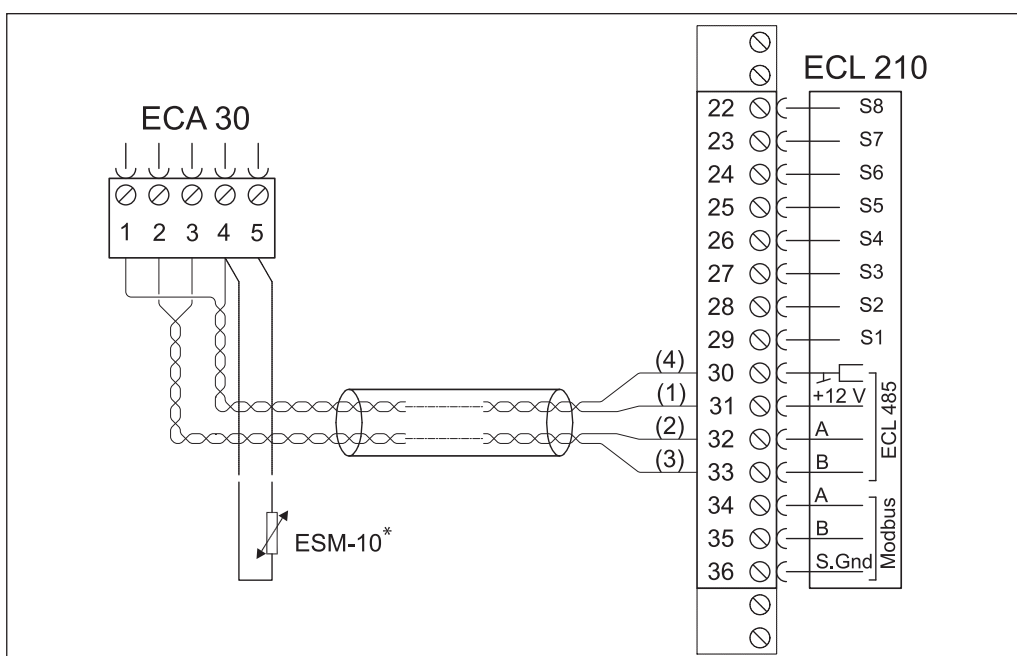 ECA 30
1 2 3 4 5
ESM-10*
ECL 210
22 S8
23 S7
24 S6
25 S5
26 S4
27 S3
28 S2
29 S1
(4) 30
+12 V
(1) 31
(2) 32 A
(3) 33 B
ECL 485
34 A
35 B
36 S.Gnd
Modbus